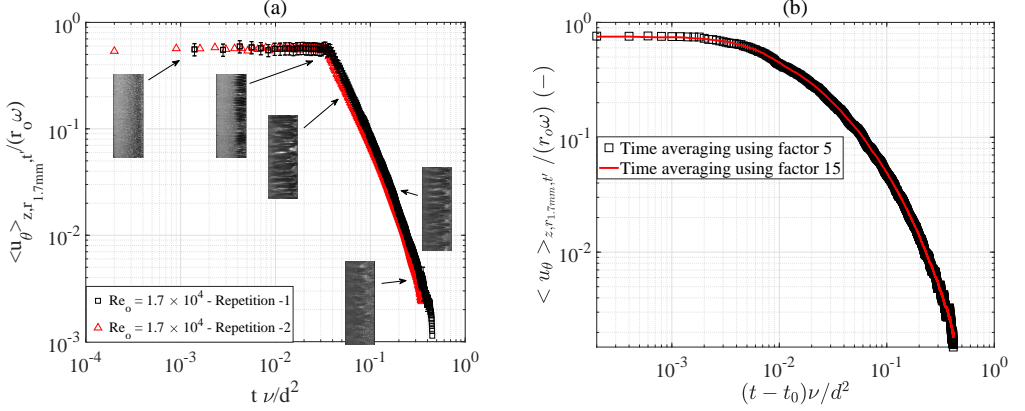 (a)
10^0
10^-1
10^-2
10^-3
10^-4
10^-3
10^-2
10^-1
10^0
<u_θ>_{z,r_{1.7mm},t'}/(r_o ω)
t ν/d^2
Re_o = 1.7 × 10^4 - Repetition -1
Re_o = 1.7 × 10^4 - Repetition -2
(b)
10^0
10^-1
10^-2
10^-3
10^-2
10^-1
10^0
< u_θ >_{z,r_{1.7mm},t'} /(r_o ω) (−)
(t − t_0)ν/d^2
Time averaging using factor 5
Time averaging using factor 15